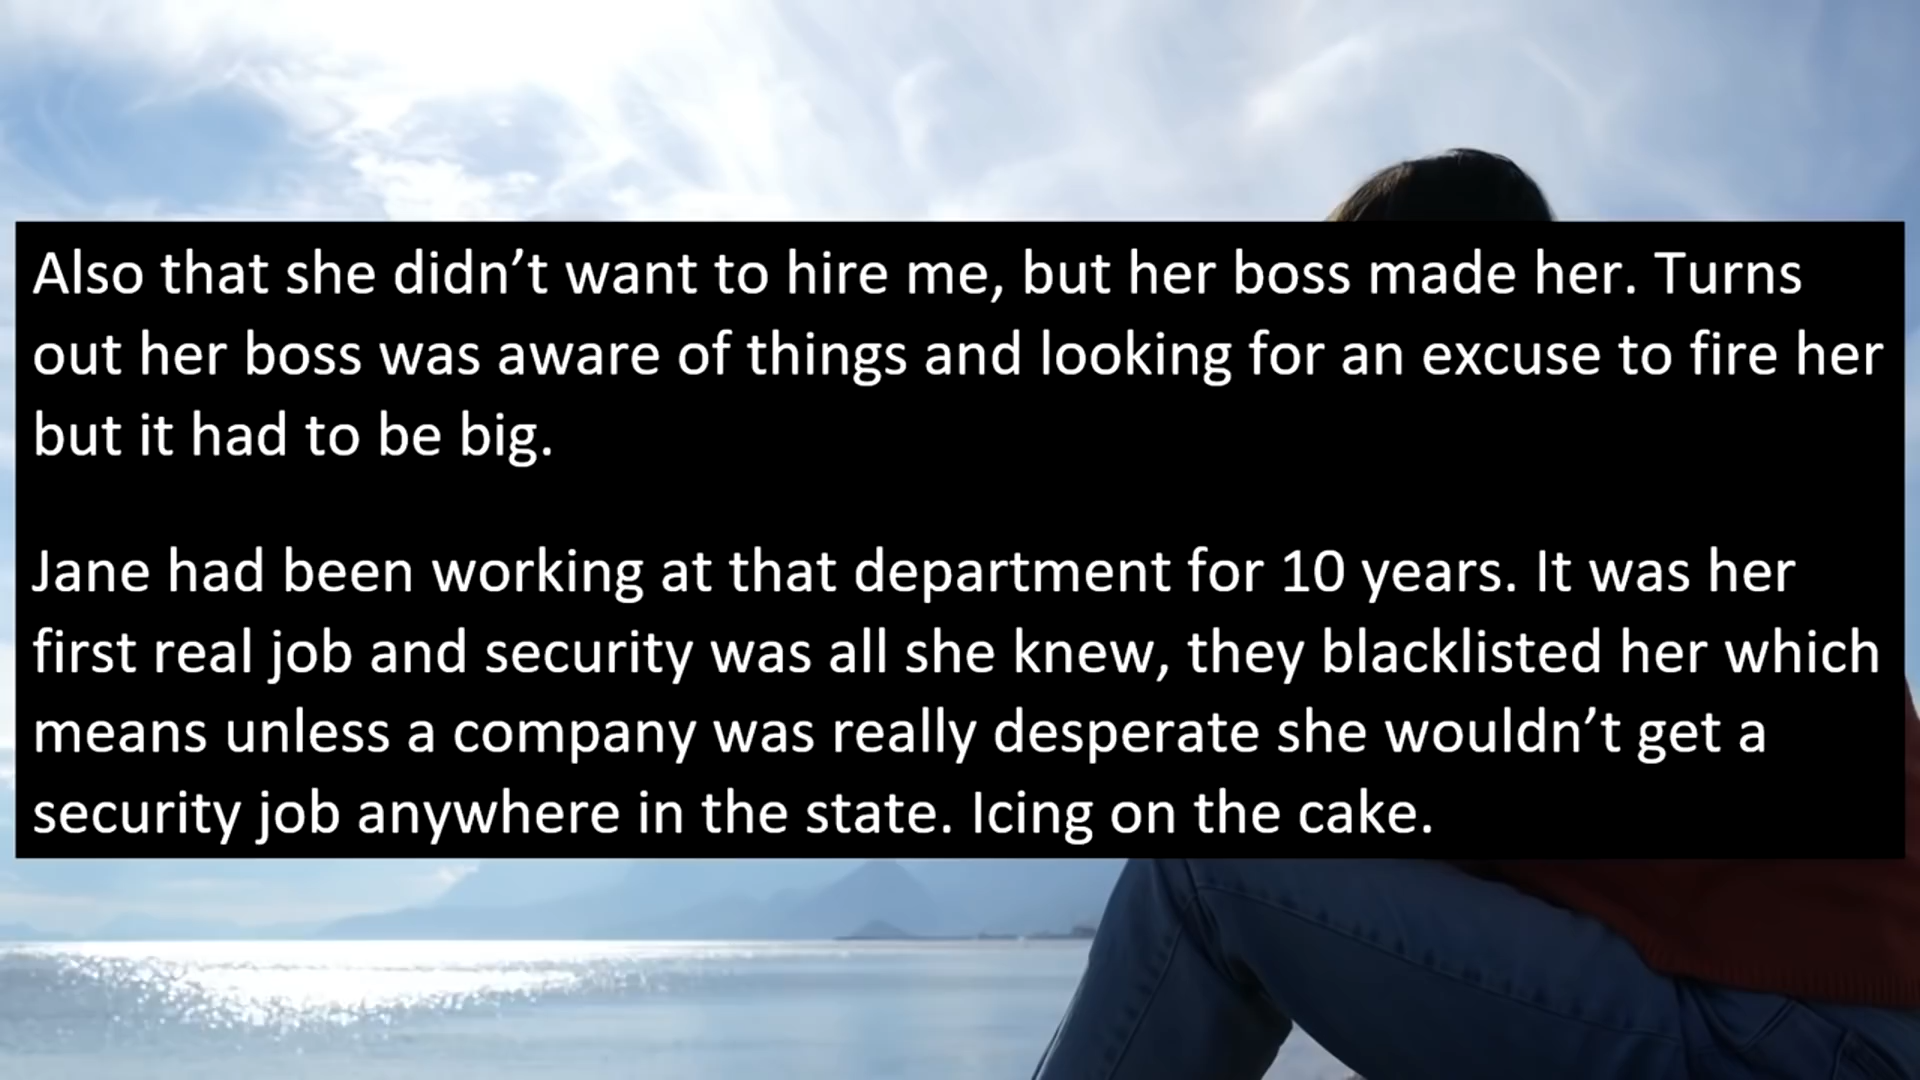 Also that she didn’t want to hire me, but her boss made her. Turns
out her boss was aware of things and looking for an excuse to fire her
but it had to be big.
Jane had been working at that department for 10 years. It was her
first real job and security was all she knew, they blacklisted her which
means unless a company was really desperate she wouldn’t get a
security job anywhere in the state. Icing on the cake.